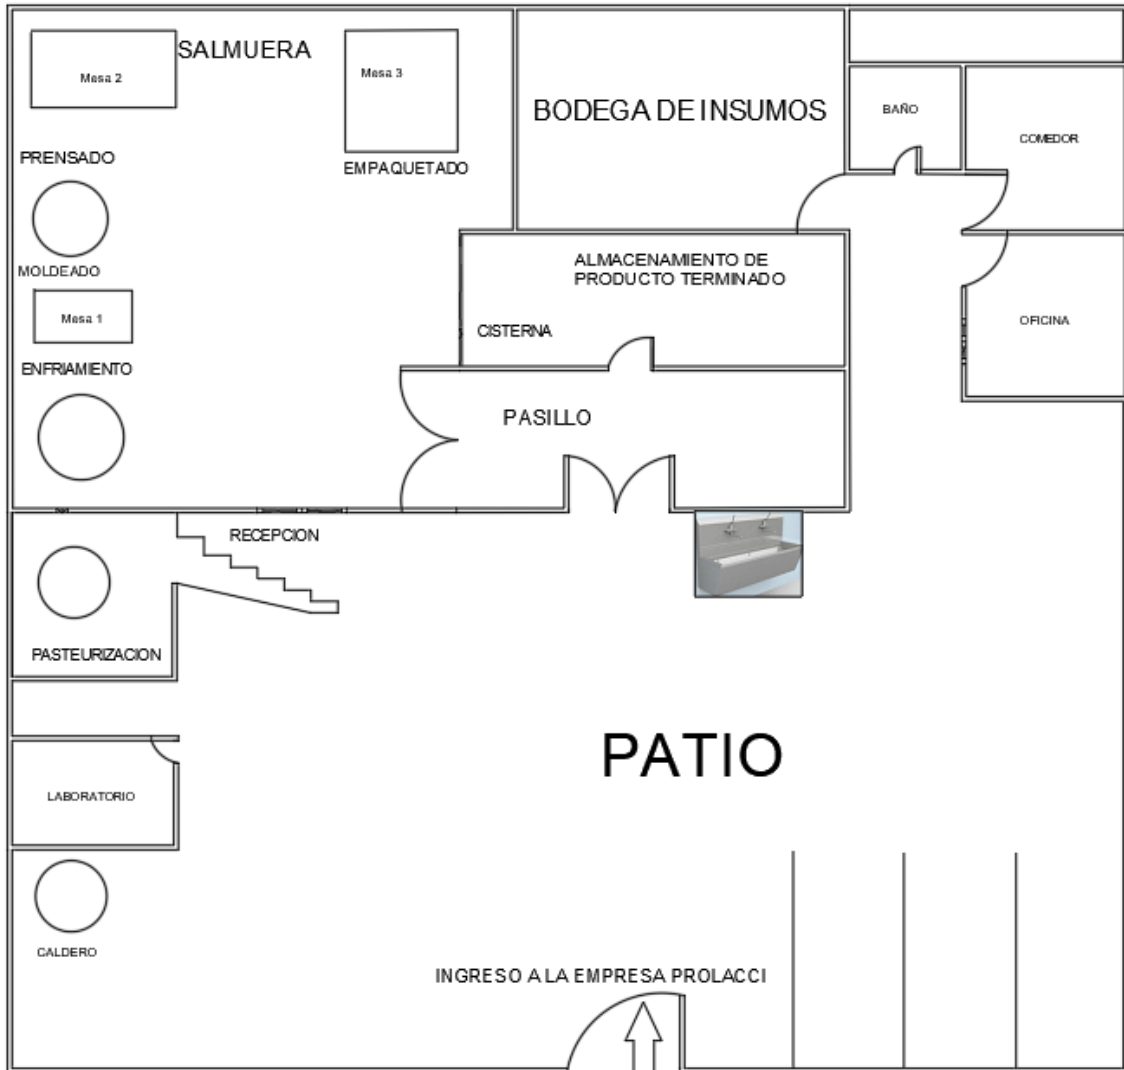 SALMUERA
Mesa 2
Mesa 3
BODEGA DE INSUMOS
BAÑO
COMEDOR
PRENSADO
EMPAQUETADO
MOLDEADO
ALMACENAMIENTO DE
PRODUCTO TERMINADO
Mesa 1
CISTERNA
OFICINA
ENFRIAMIENTO
PASILLO
RECEPCION
PASTEURIZACION
PATIO
LABORATORIO
CALDERO
INGRESO A LA EMPRESA PROLACCI